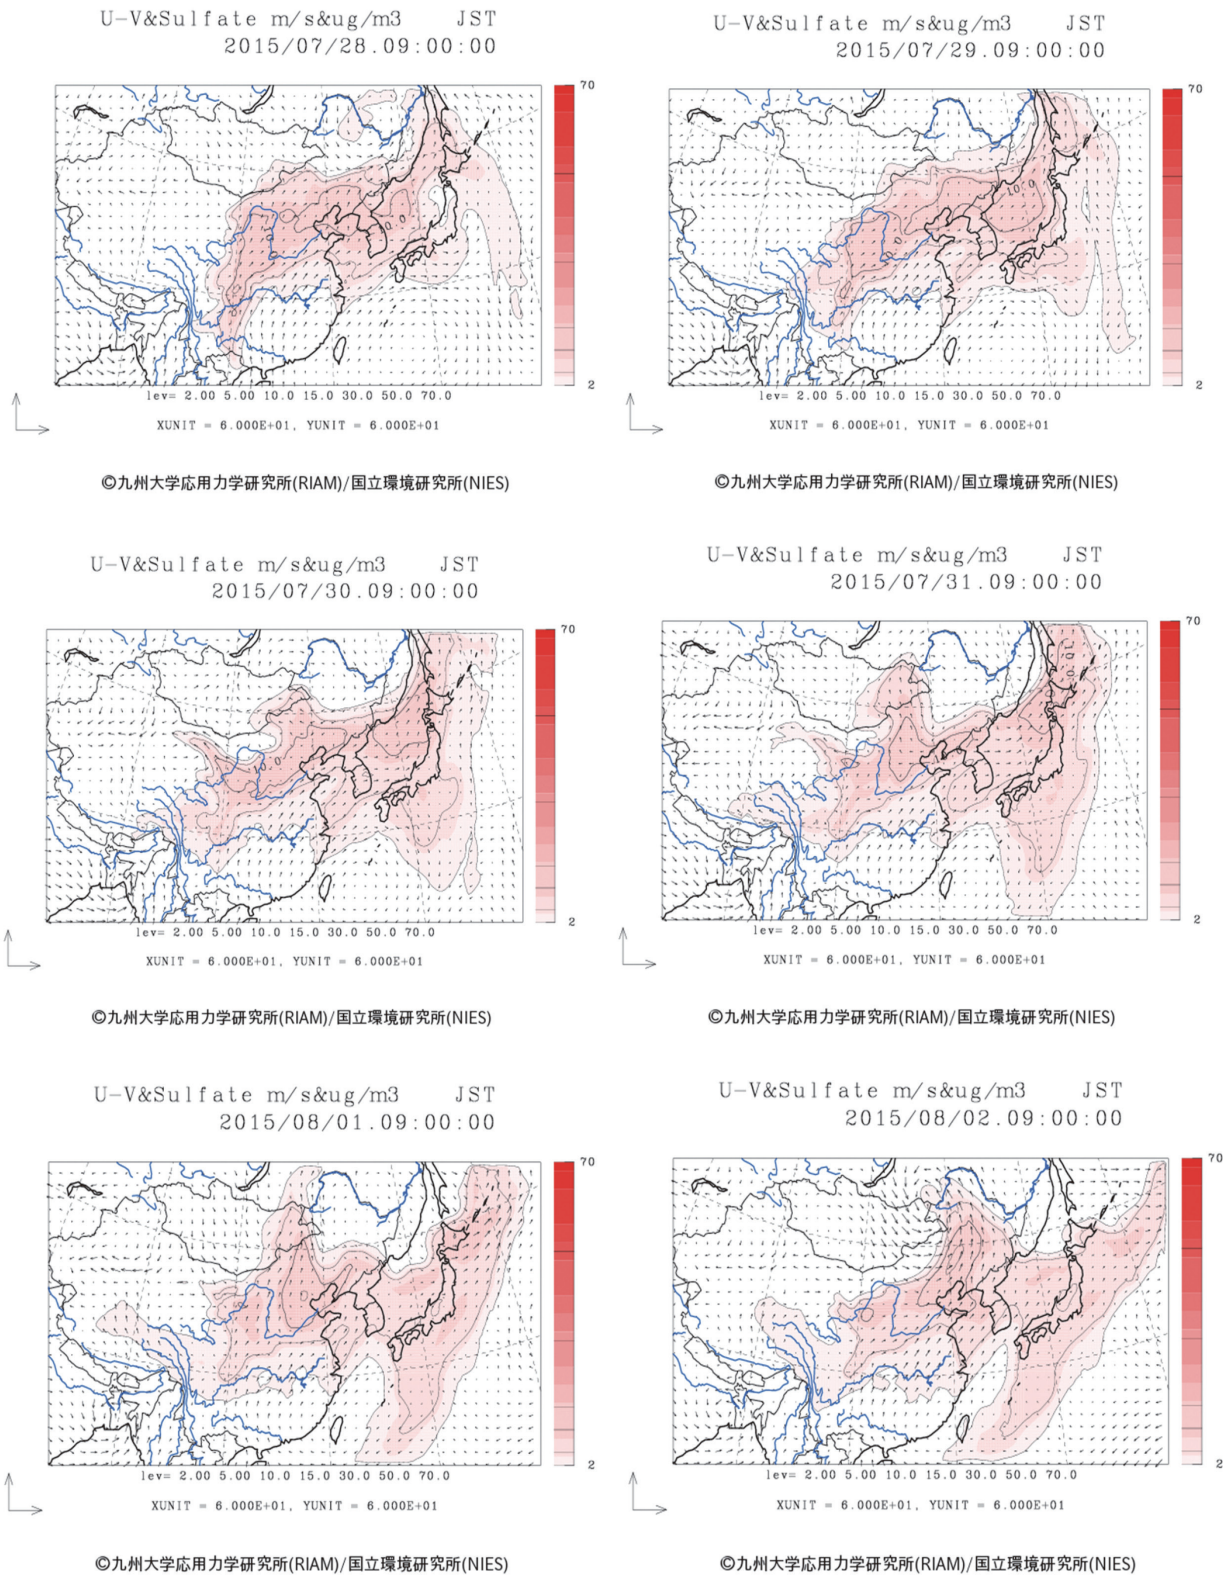 U-V&Sulfate m/s&ug/m3 JST
2015/07/28.09:00:00
70
2
lev= 2.00 5.00 10.0 15.0 30.0 50.0 70.0
XUNIT = 6.000E+01, YUNIT = 6.000E+01
©九州大学応用力学研究所(RIAM)/国立環境研究所(NIES)
U-V&Sulfate m/s&ug/m3 JST
2015/07/29.09:00:00
70
10.0
2
lev= 2.00 5.00 10.0 15.0 30.0 50.0 70.0
XUNIT = 6.000E+01, YUNIT = 6.000E+01
©九州大学応用力学研究所(RIAM)/国立環境研究所(NIES)
U-V&Sulfate m/s&ug/m3 JST
2015/07/30.09:00:00
70
2
lev= 2.00 5.00 10.0 15.0 30.0 50.0 70.0
XUNIT = 6.000E+01, YUNIT = 6.000E+01
©九州大学応用力学研究所(RIAM)/国立環境研究所(NIES)
U-V&Sulfate m/s&ug/m3 JST
2015/07/31.09:00:00
70
2
lev= 2.00 5.00 10.0 15.0 30.0 50.0 70.0
XUNIT = 6.000E+01, YUNIT = 6.000E+01
©九州大学応用力学研究所(RIAM)/国立環境研究所(NIES)
U-V&Sulfate m/s&ug/m3 JST
2015/08/01.09:00:00
70
2
lev= 2.00 5.00 10.0 15.0 30.0 50.0 70.0
XUNIT = 6.000E+01, YUNIT = 6.000E+01
©九州大学応用力学研究所(RIAM)/国立環境研究所(NIES)
U-V&Sulfate m/s&ug/m3 JST
2015/08/02.09:00:00
70
2
lev= 2.00 5.00 10.0 15.0 30.0 50.0 70.0
XUNIT = 6.000E+01, YUNIT = 6.000E+01
©九州大学応用力学研究所(RIAM)/国立環境研究所(NIES)